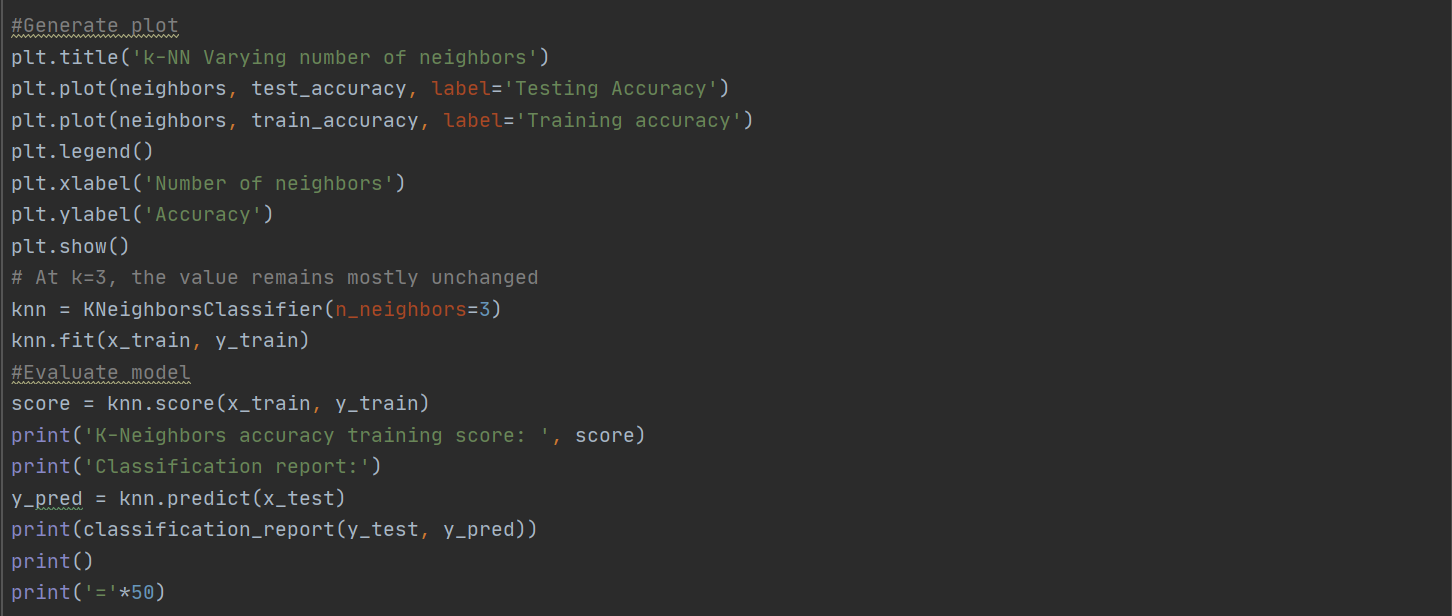 #Generate plot
plt.title('k-NN Varying number of neighbors')
plt.plot(neighbors, test_accuracy, label='Testing Accuracy')
plt.plot(neighbors, train_accuracy, label='Training accuracy')
plt.legend()
plt.xlabel('Number of neighbors')
plt.ylabel('Accuracy')
plt.show()
# At k=3, the value remains mostly unchanged
knn = KNeighborsClassifier(n_neighbors=3)
knn.fit(x_train, y_train)
#Evaluate model
score = knn.score(x_train, y_train)
print('K-Neighbors accuracy training score: ', score)
print('Classification report:')
y_pred = knn.predict(x_test)
print(classification_report(y_test, y_pred))
print()
print('='*50)